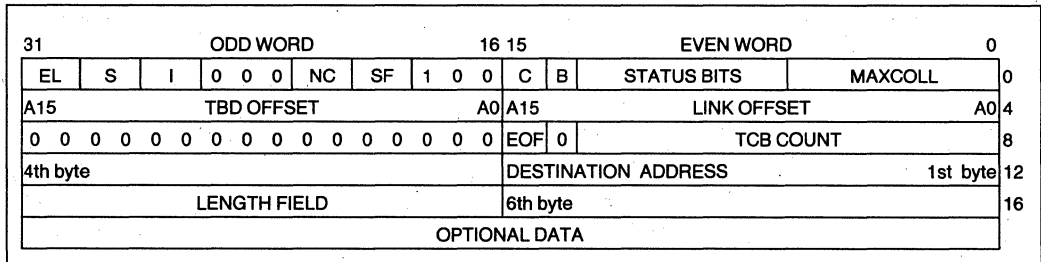 31 ODD WORD 16 15 EVEN WORD 0
EL S I 0 0 0 NC SF 1 0 0 C B STATUS BITS MAXCOLL 0
A15 TBD OFFSET A0 A15 LINK OFFSET A0 4
0 0 0 0 0 0 0 0 0 0 0 0 0 0 0 0 EOF 0 TCB COUNT 8
4th byte DESTINATION ADDRESS 1st byte 12
LENGTH FIELD 6th byte 16
OPTIONAL DATA